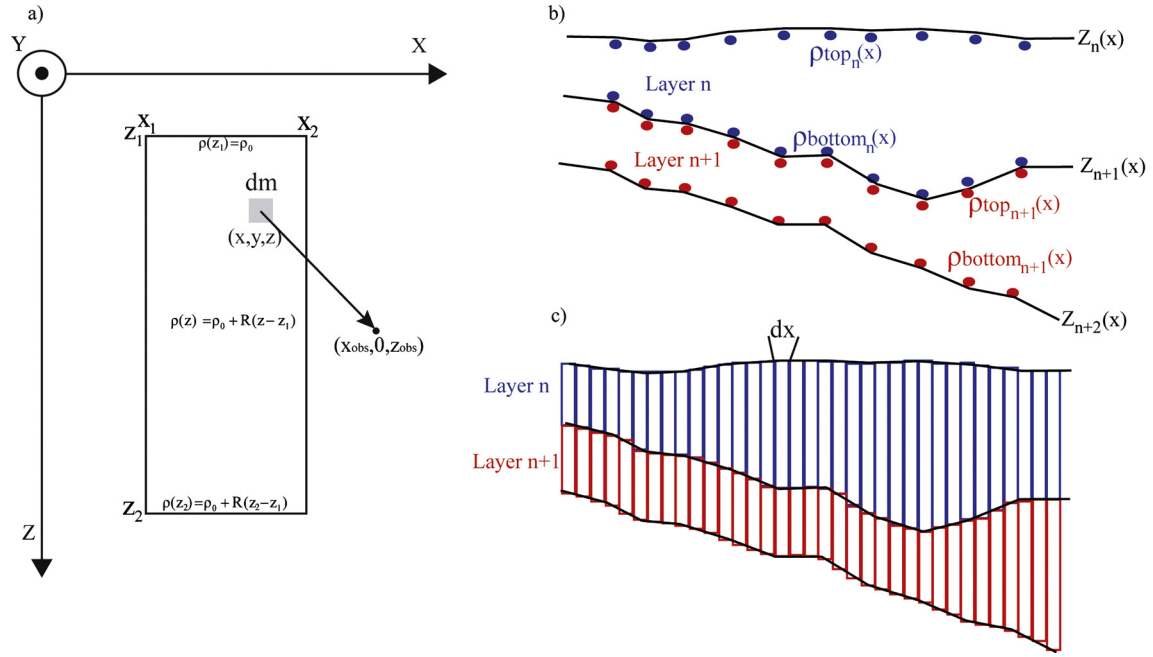 a)
Y
X
Z
x₁
x₂
z₁
ρ(z₁)=ρ₀
dm
(x,y,z)
ρ(z) =ρ₀ + R(z−z₁)
(xobs,0,zobs)
ρ(z₂)=ρ₀ + R(z₂−z₁)
z₂
b)
Zₙ(x)
ρtopₙ(x)
Layer n
ρbottomₙ(x)
Layer n+1
Zₙ₊₁(x)
ρtopₙ₊₁(x)
ρbottomₙ₊₁(x)
Zₙ₊₂(x)
c)
dx
Layer n
Layer n+1